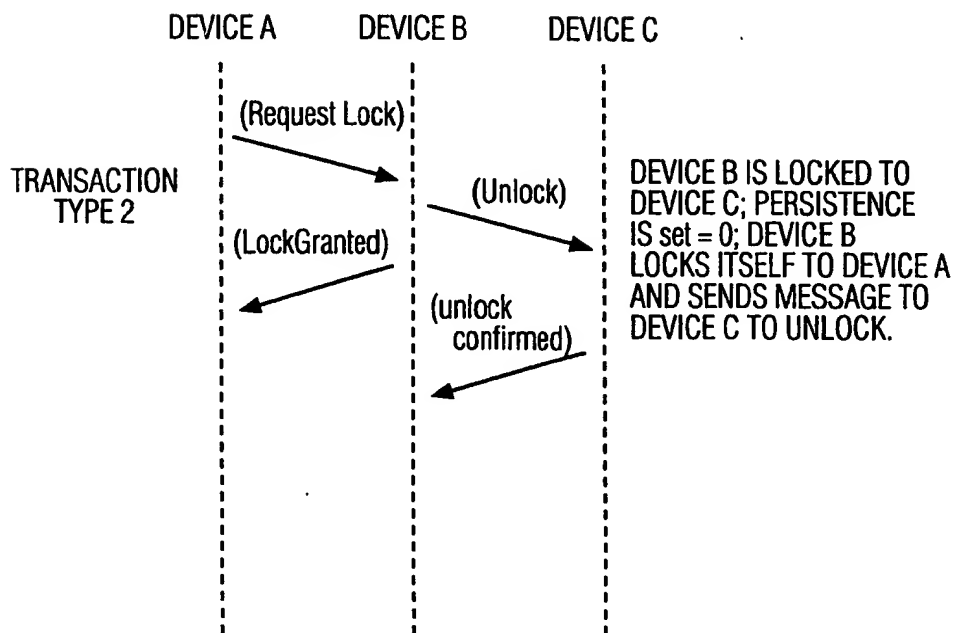 DEVICE A DEVICE B DEVICE C
(Request Lock)
TRANSACTION
TYPE 2
(Unlock)
(LockGranted)
(unlock
confirmed)
DEVICE B IS LOCKED TO
DEVICE C; PERSISTENCE
IS set = 0; DEVICE B
LOCKS ITSELF TO DEVICE A
AND SENDS MESSAGE TO
DEVICE C TO UNLOCK.